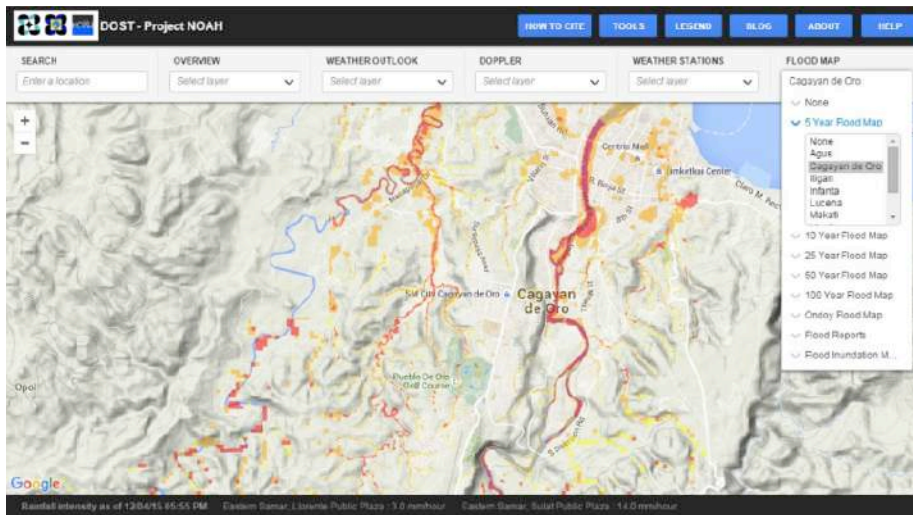 DOST - Project NOAH
HOW TO CITE
TOOLS
LEGEND
BLOG
ABOUT
HELP
SEARCH
OVERVIEW
WEATHER OUTLOOK
DOPPLER
WEATHER STATIONS
FLOOD MAP
Enter a location
Select layer
Select layer
Select layer
Select layer
Cagayan de Oro
None
5 Year Flood Map
None
Agus
Cagayan de Oro
Iligan
Infanta
Lucena
Makati
10 Year Flood Map
25 Year Flood Map
50 Year Flood Map
100 Year Flood Map
Ondoy Flood Map
Flood Reports
Flood Inundation M...
+
-
Centrio Mall
Limketkai Center
Claro M. Recto
SM City Cagayan de Oro
Cagayan
de Oro
Pueblo De Oro
Golf Course
Opol
Google
Rainfall intensity as of 12/04/15 05:55 PM
Eastern Samar, Llorente Public Plaza : 3.0 mm/hour
Eastern Samar, Sulat Public Plaza : 14.0 mm/hour